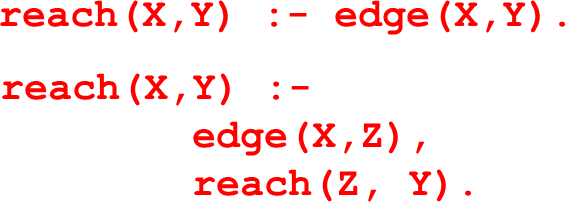 reach(X,Y) :- edge(X,Y).
reach(X,Y) :-
edge(X,Z),
reach(Z, Y).